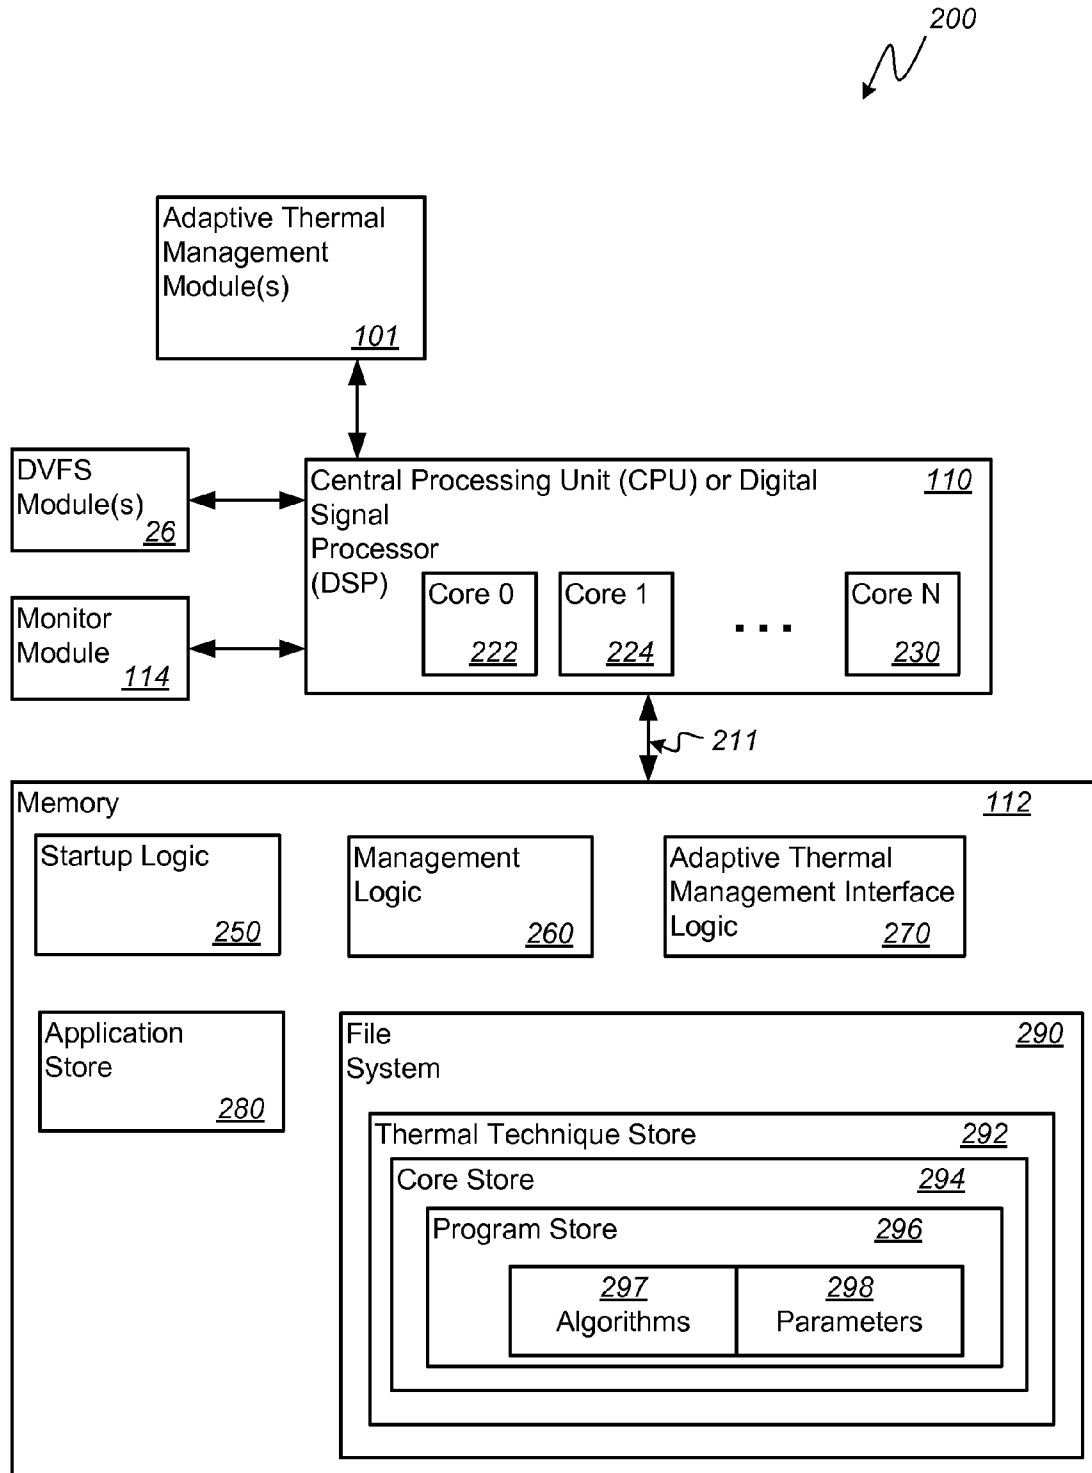 200
Adaptive Thermal
Management
Module(s)
101
DVFS
Module(s)
26
Central Processing Unit (CPU) or Digital
110
Signal
Processor
(DSP)
Core 0
222
Core 1
224
...
Core N
230
Monitor
Module
114
211
Memory
112
Startup Logic
250
Management
Logic
260
Adaptive Thermal
Management Interface
Logic
270
Application
Store
280
File
System
290
Thermal Technique Store
292
Core Store
294
Program Store
296
297
Algorithms
298
Parameters